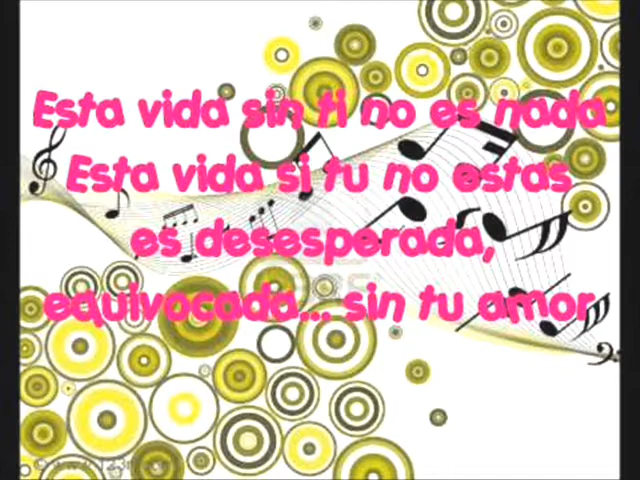 Esta vida sin ti no es nada
Esta vida si tu no estas
es desesperada,
equivocada... sin tu amor